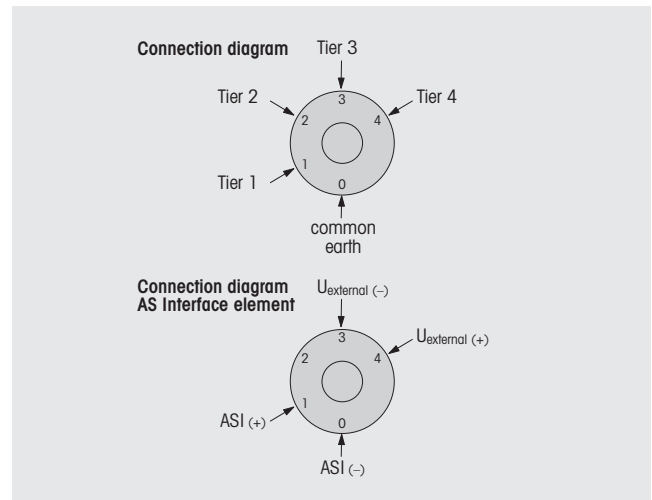 Connection diagram
Tier 3
Tier 2
Tier 4
3
2
4
1
0
Tier 1
common
earth
Connection diagram
AS Interface element
Uexternal (–)
Uexternal (+)
3
2
4
1
0
ASI (+)
ASI (–)